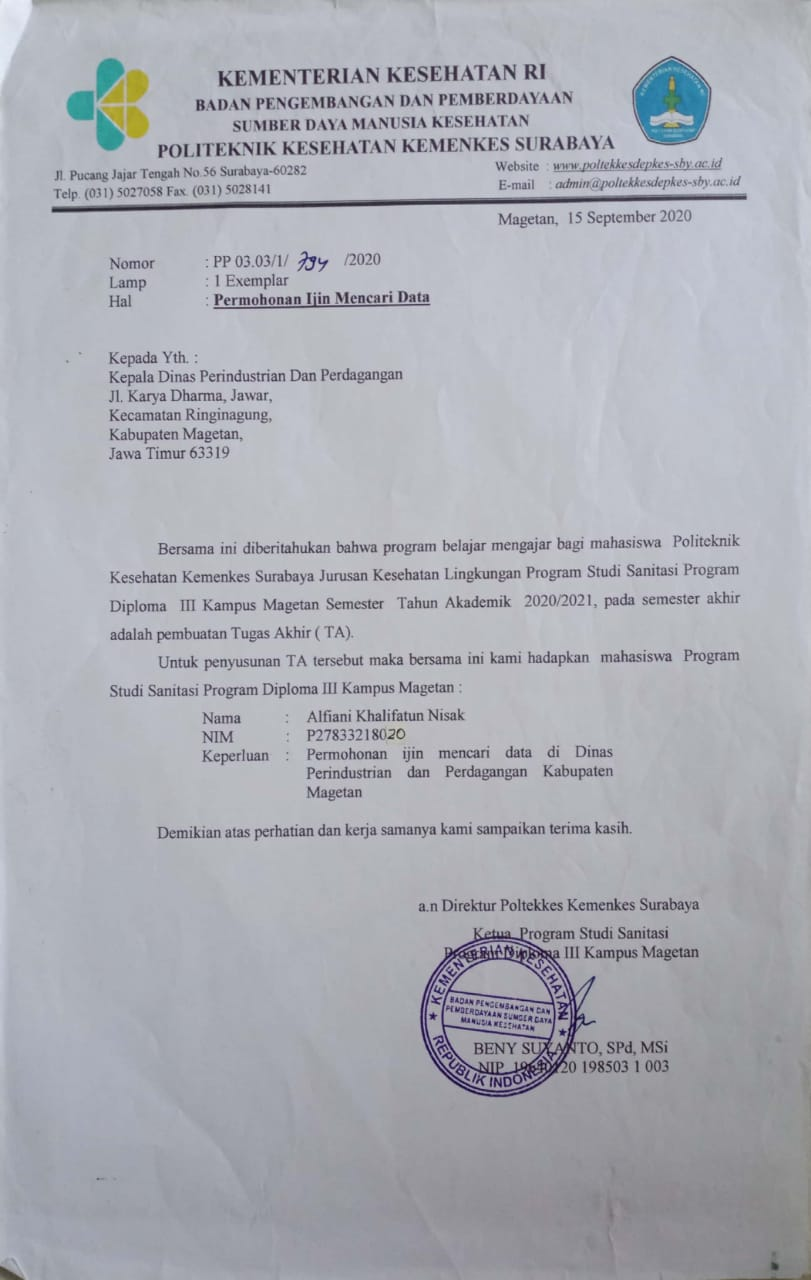 KEMENTERIAN KESEHATAN RI
BADAN PENGEMBANGAN DAN PEMBERDAYAAN
SUMBER DAYA MANUSIA KESEHATAN
POLITEKNIK KESEHATAN KEMENKES SURABAYA
Jl. Pucang Jajar Tengah No.56 Surabaya-60282
Telp. (031) 5027058 Fax. (031) 5028141
Website : www.poltekkesdepkes-sby.ac.id
E-mail : admin@poltekkesdepkes-sby.ac.id
Magetan, 15 September 2020
Nomor : PP 03.03/1/ /2020
Lamp : 1 Exemplar
Hal : Permohonan Ijin Mencari Data
Kepada Yth. :
Kepala Dinas Perindustrian Dan Perdagangan
Jl. Karya Dharma, Jawar,
Kecamatan Ringinagung,
Kabupaten Magetan,
Jawa Timur 63319
Bersama ini diberitahukan bahwa program belajar mengajar bagi mahasiswa Politeknik
Kesehatan Kemenkes Surabaya Jurusan Kesehatan Lingkungan Program Studi Sanitasi Program
Diploma III Kampus Magetan Semester Tahun Akademik 2020/2021, pada semester akhir
adalah pembuatan Tugas Akhir ( TA).
Untuk penyusunan TA tersebut maka bersama ini kami hadapkan mahasiswa Program
Studi Sanitasi Program Diploma III Kampus Magetan :
Nama : Alfiani Khalifatun Nisak
NIM : P27833218020
Keperluan : Permohonan ijin mencari data di Dinas
Perindustrian dan Perdagangan Kabupaten
Magetan
Demikian atas perhatian dan kerja samanya kami sampaikan terima kasih.
a.n Direktur Poltekkes Kemenkes Surabaya
Ketua Program Studi Sanitasi
Program Diploma III Kampus Magetan
KEMENTERIAN KESEHATAN
BADAN PENGEMBANGAN DAN
PEMBERDAYAAN SUMBER DAYA
MANUSIA KESEHATAN
REPUBLIK INDONESIA
BENY SUYANTO, SPd, MSi
NIP. 198503 1 003